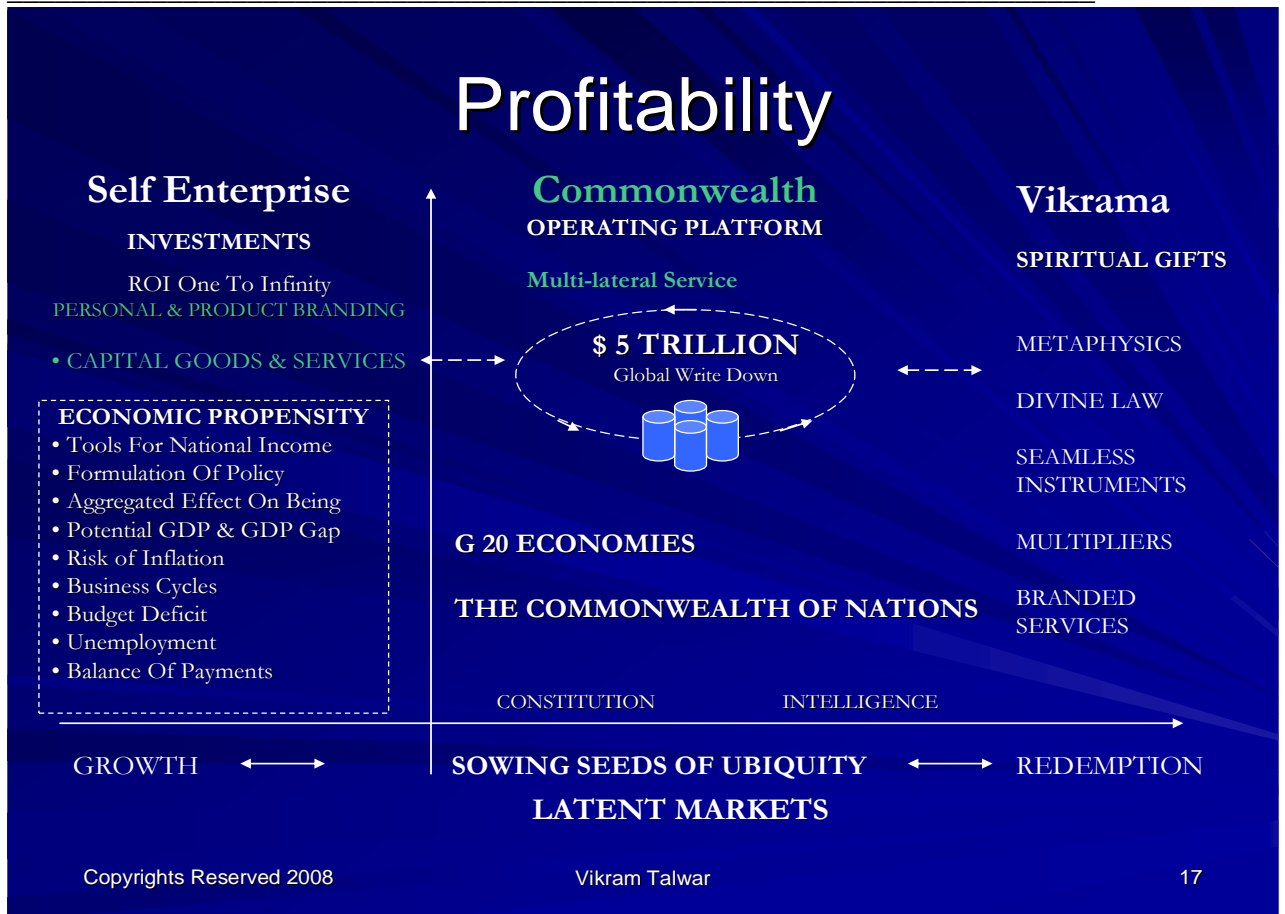 Profitability
Self Enterprise
INVESTMENTS
ROI One To Infinity
PERSONAL & PRODUCT BRANDING
• CAPITAL GOODS & SERVICES
ECONOMIC PROPENSITY
• Tools For National Income
• Formulation Of Policy
• Aggregated Effect On Being
• Potential GDP & GDP Gap
• Risk of Inflation
• Business Cycles
• Budget Deficit
• Unemployment
• Balance Of Payments
Commonwealth
OPERATING PLATFORM
Multi-lateral Service
$ 5 TRILLION
Global Write Down
G 20 ECONOMIES
THE COMMONWEALTH OF NATIONS
CONSTITUTION
INTELLIGENCE
Vikrama
SPIRITUAL GIFTS
METAPHYSICS
DIVINE LAW
SEAMLESS
INSTRUMENTS
MULTIPLIERS
BRANDED
SERVICES
GROWTH
SOWING SEEDS OF UBIQUITY
REDEMPTION
LATENT MARKETS
Copyrights Reserved 2008
Vikram Talwar
17